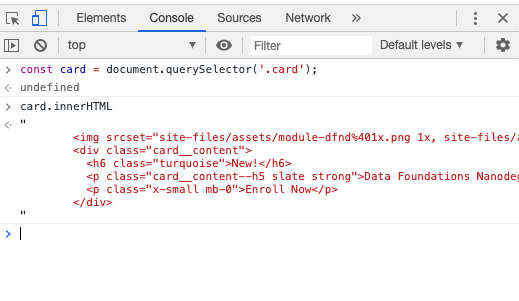 Elements Console Sources Network »
top Filter Default levels
> const card = document.querySelector('.card');
undefined
> card.innerHTML
"
<img srcset="site-files/assets/module-dfnd%401x.png 1x, site-files/a
<div class="card__content">
<h6 class="turquoise">New!</h6>
<p class="card__content--h5 slate strong">Data Foundations Nanode
<p class="x-small mb-0">Enroll Now</p>
</div>
"
>